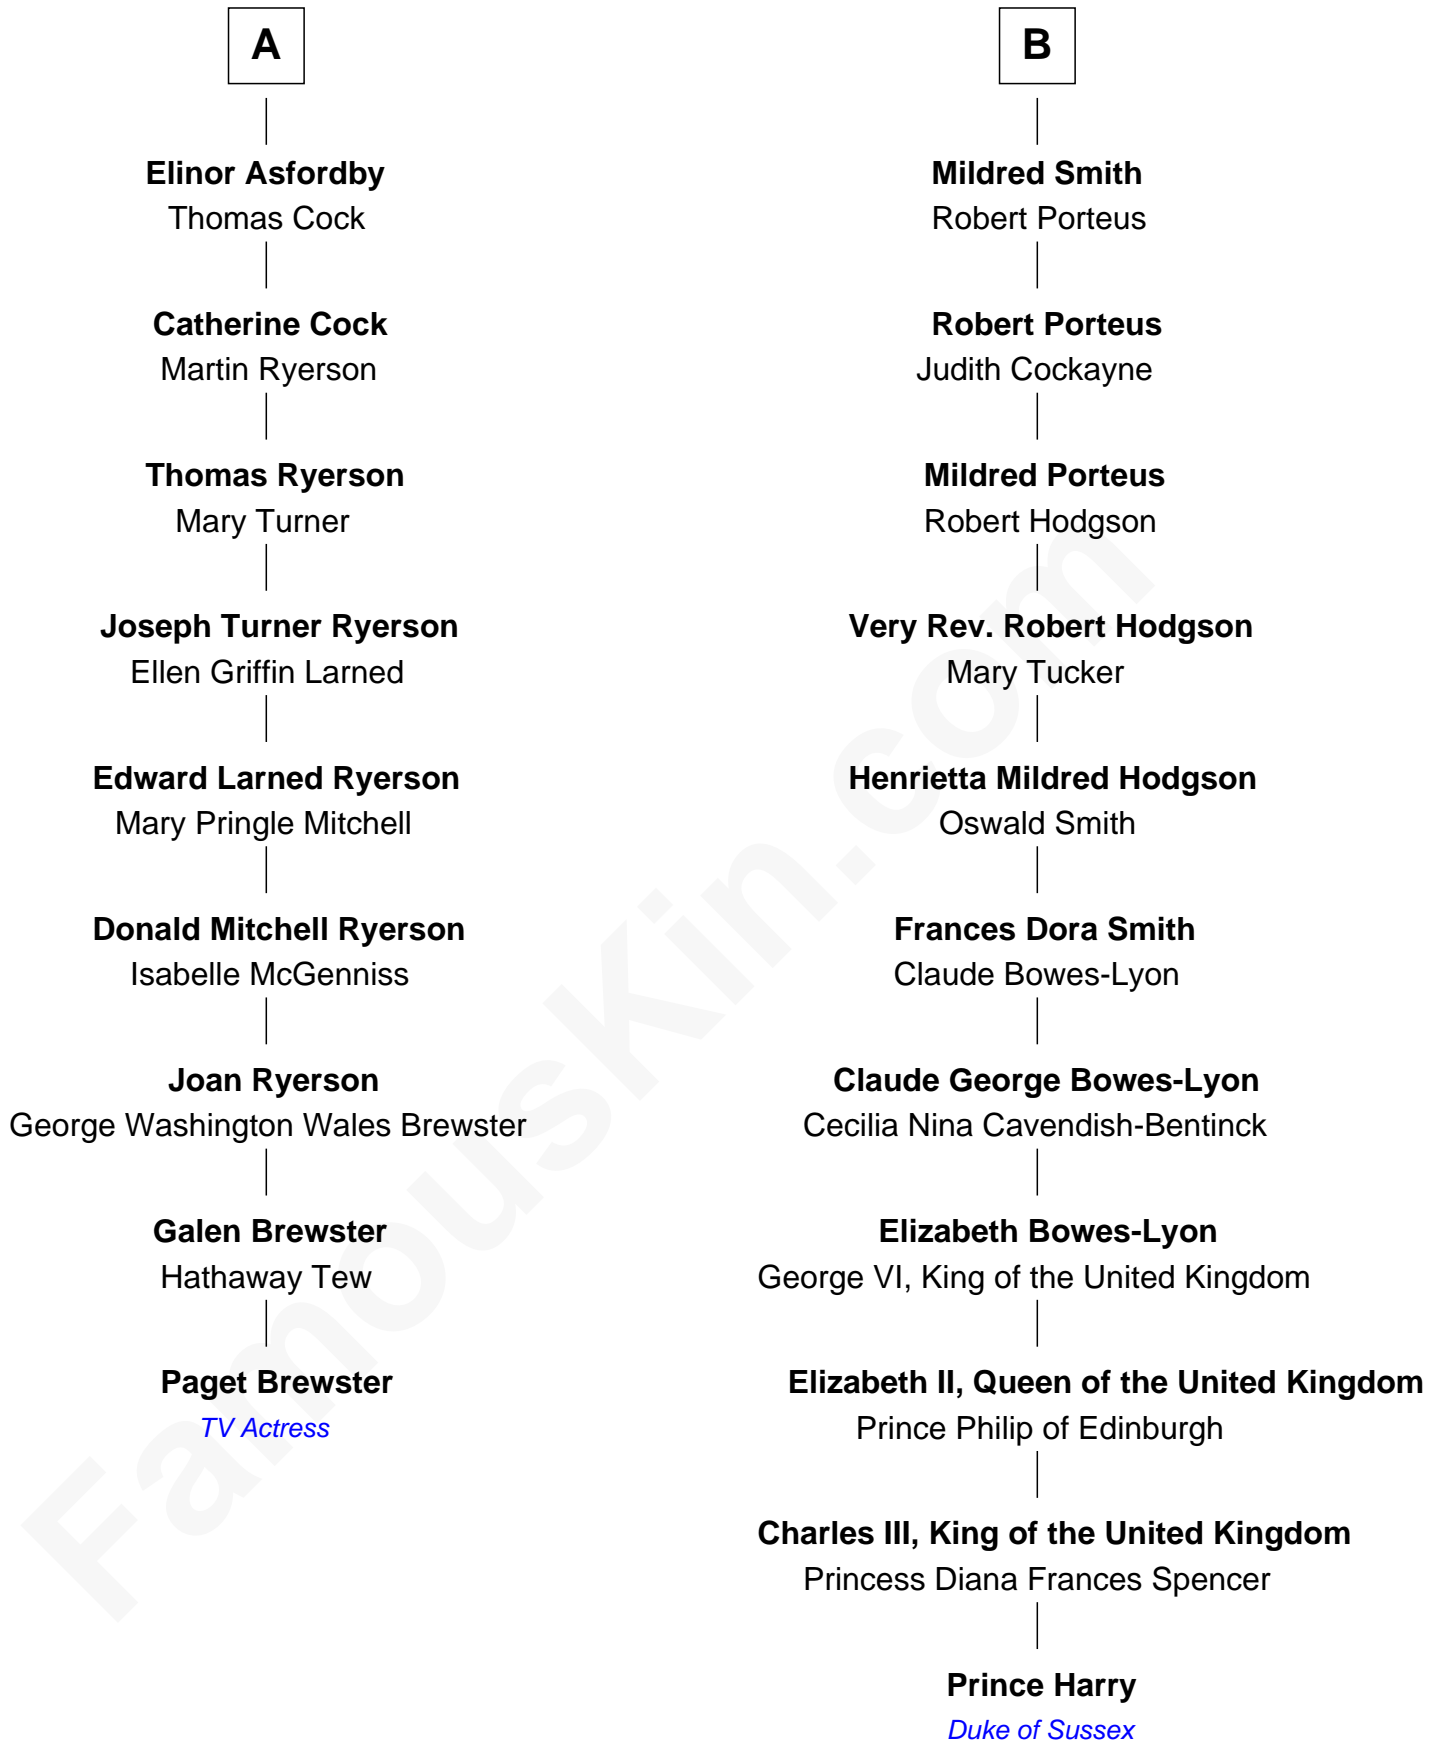 A
Elinor Asfordby
Thomas Cock
Catherine Cock
Martin Ryerson
Thomas Ryerson
Mary Turner
Joseph Turner Ryerson
Ellen Griffin Larned
Edward Larned Ryerson
Mary Pringle Mitchell
Donald Mitchell Ryerson
Isabelle McGenniss
Joan Ryerson
George Washington Wales Brewster
Galen Brewster
Hathaway Tew
Paget Brewster
TV Actress
B
Mildred Smith
Robert Porteus
Robert Porteus
Judith Cockayne
Mildred Porteus
Robert Hodgson
Very Rev. Robert Hodgson
Mary Tucker
Henrietta Mildred Hodgson
Oswald Smith
Frances Dora Smith
Claude Bowes-Lyon
Claude George Bowes-Lyon
Cecilia Nina Cavendish-Bentinck
Elizabeth Bowes-Lyon
George VI, King of the United Kingdom
Elizabeth II, Queen of the United Kingdom
Prince Philip of Edinburgh
Charles III, King of the United Kingdom
Princess Diana Frances Spencer
Prince Harry
Duke of Sussex
FamousKin.com